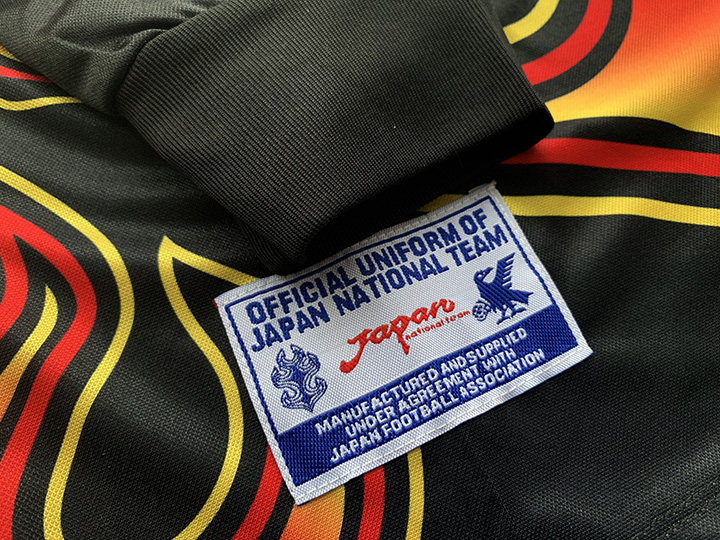 OFFICIAL UNIFORM OF
JAPAN NATIONAL TEAM
Japan
national team
MANUFACTURED AND SUPPLIED
UNDER AGREEMENT WITH
JAPAN FOOTBALL ASSOCIATION